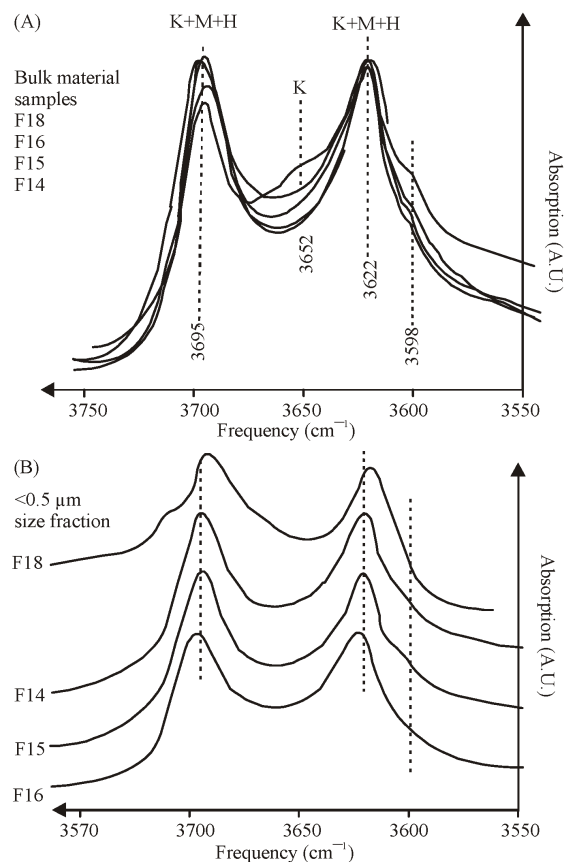 (A)
K+M+H
K+M+H
Bulk material
samples
F18
F16
F15
F14
K
3695
3652
3622
3598
Absorption (A.U.)
3750
3700
3650
3600
3550
Frequency (cm⁻¹)
(B)
<0.5 µm
size fraction
F18
F14
F15
F16
Absorption (A.U.)
3570
3700
3650
3600
3550
Frequency (cm⁻¹)